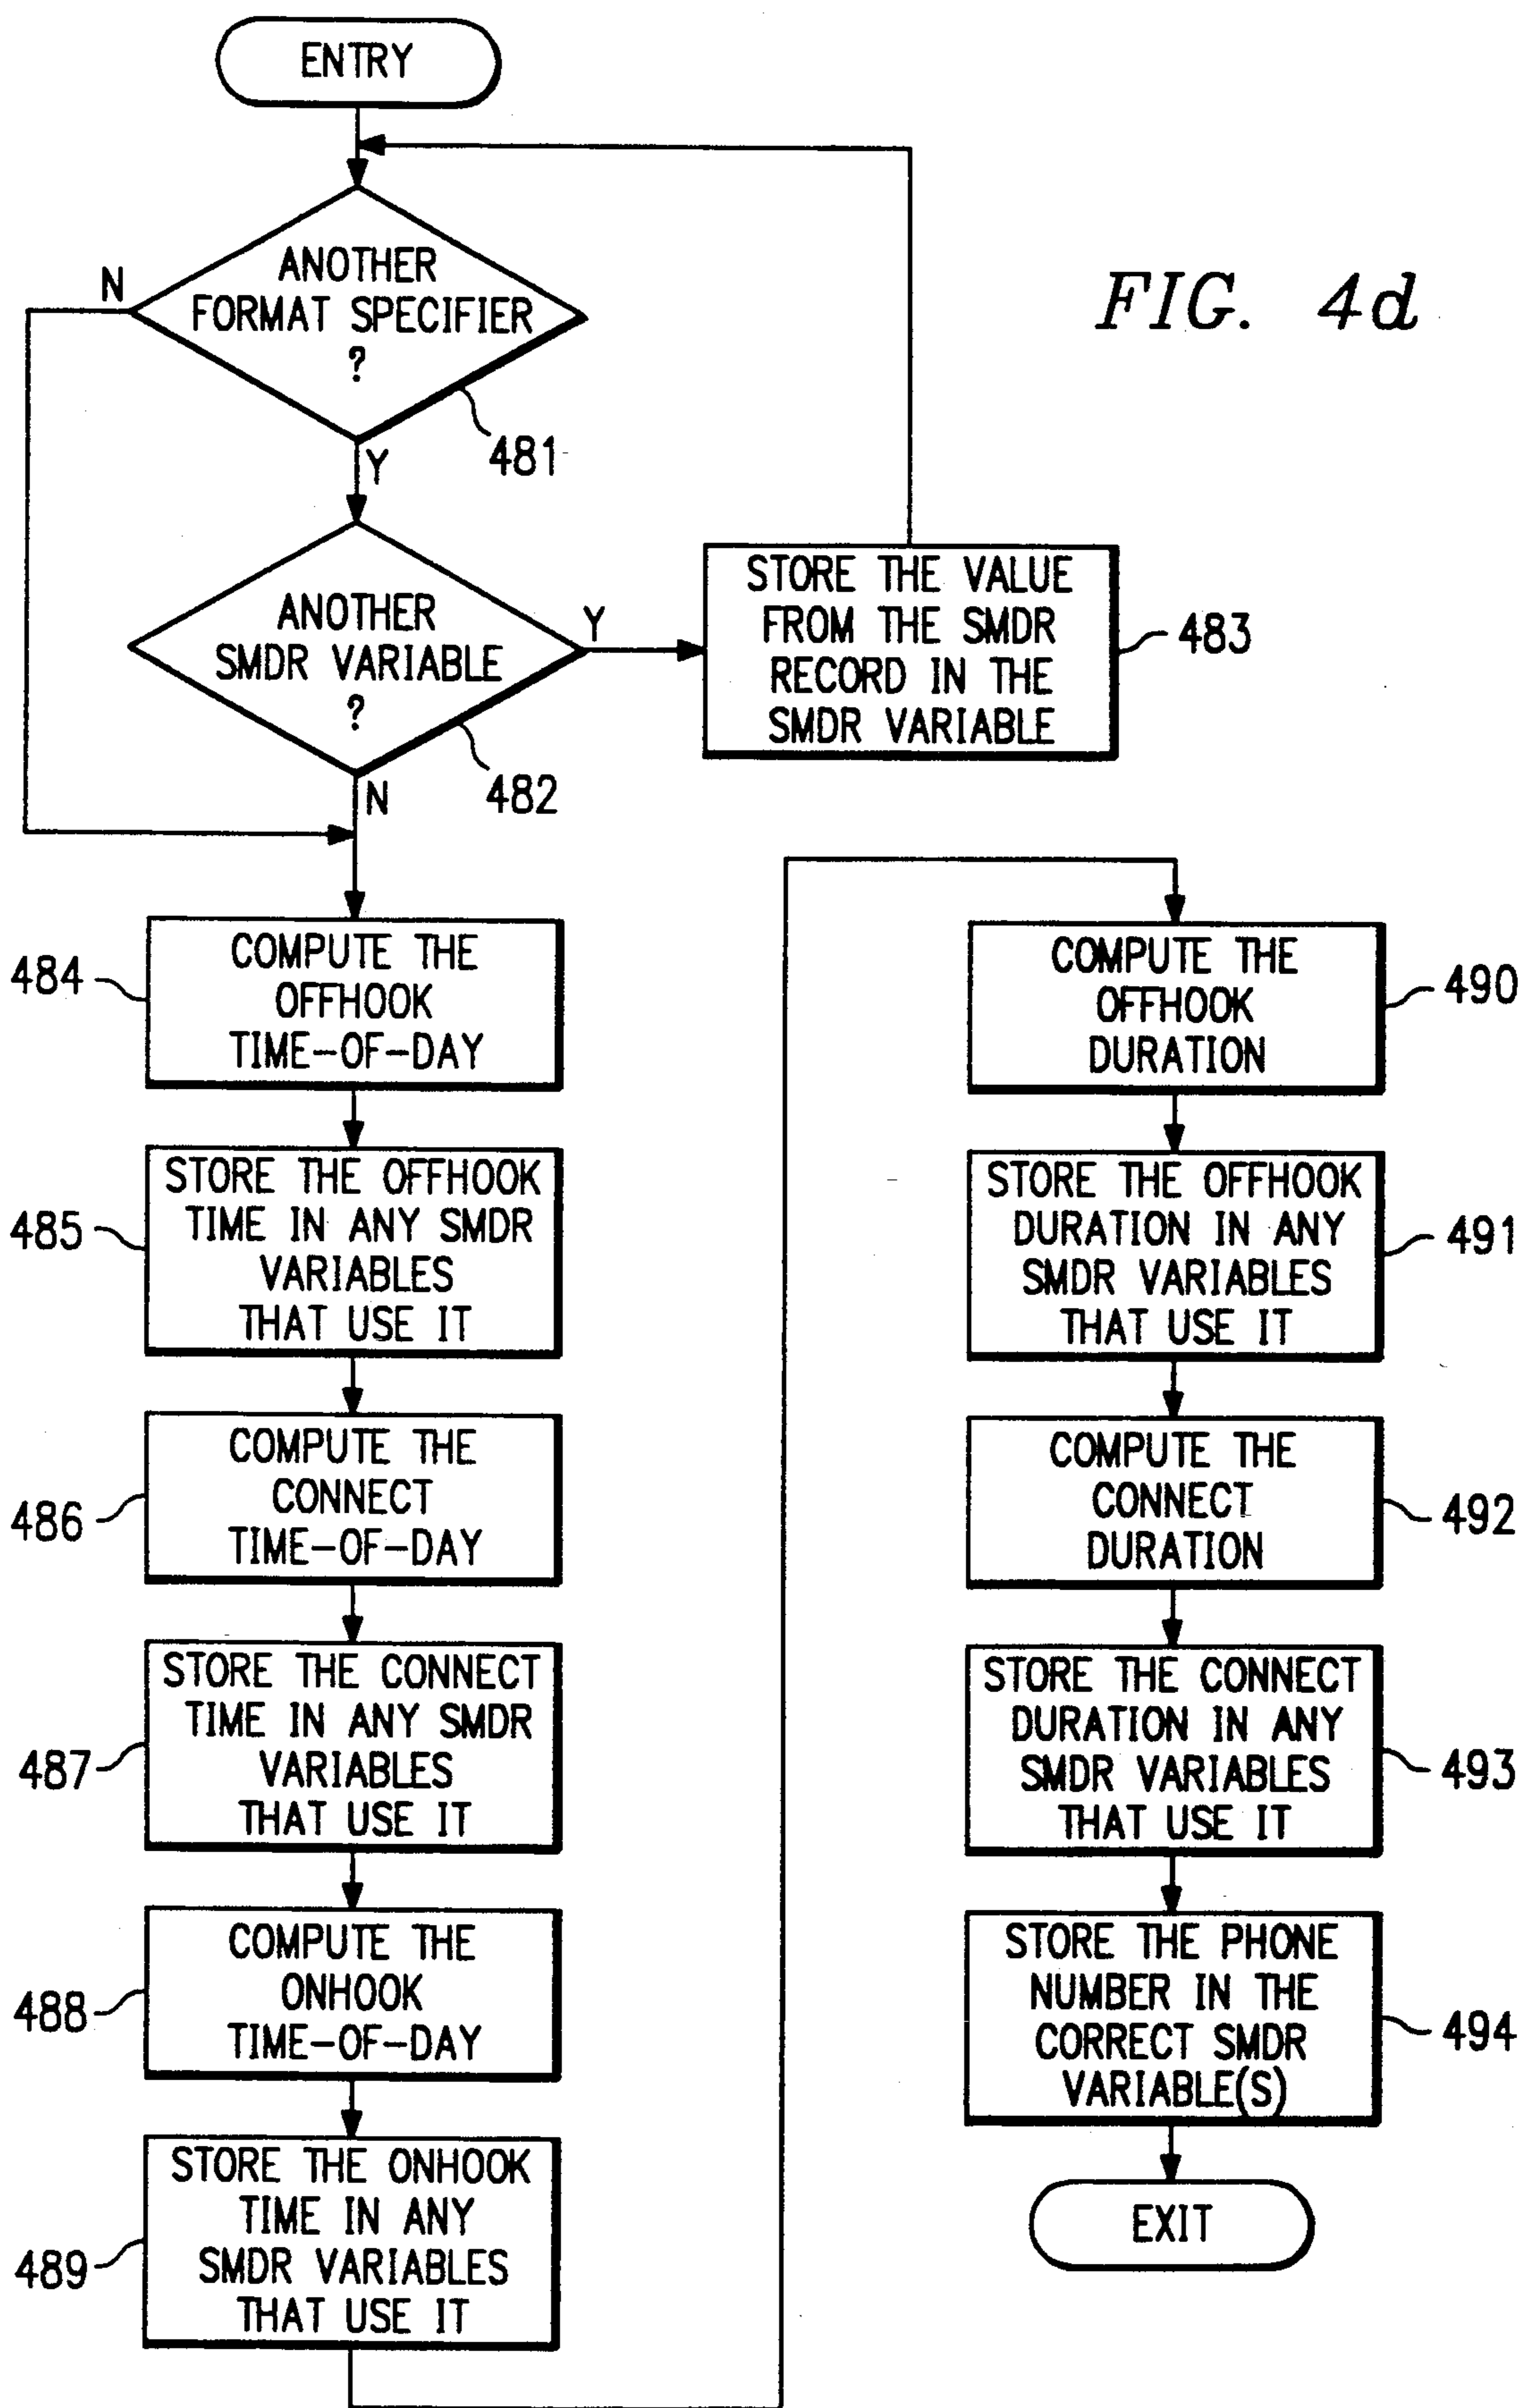 ENTRY
FIG. 4d
ANOTHER
FORMAT SPECIFIER
?
N
481
Y
ANOTHER
SMDR VARIABLE
?
Y
482
N
STORE THE VALUE
FROM THE SMDR
RECORD IN THE
SMDR VARIABLE
483
484
COMPUTE THE
OFFHOOK
TIME-OF-DAY
485
STORE THE OFFHOOK
TIME IN ANY SMDR
VARIABLES
THAT USE IT
486
COMPUTE THE
CONNECT
TIME-OF-DAY
487
STORE THE CONNECT
TIME IN ANY SMDR
VARIABLES
THAT USE IT
488
COMPUTE THE
ONHOOK
TIME-OF-DAY
489
STORE THE ONHOOK
TIME IN ANY
SMDR VARIABLES
THAT USE IT
COMPUTE THE
OFFHOOK
DURATION
490
STORE THE OFFHOOK
DURATION IN ANY
SMDR VARIABLES
THAT USE IT
491
COMPUTE THE
CONNECT
DURATION
492
STORE THE CONNECT
DURATION IN ANY
SMDR VARIABLES
THAT USE IT
493
STORE THE PHONE
NUMBER IN THE
CORRECT SMDR
VARIABLE(S)
494
EXIT